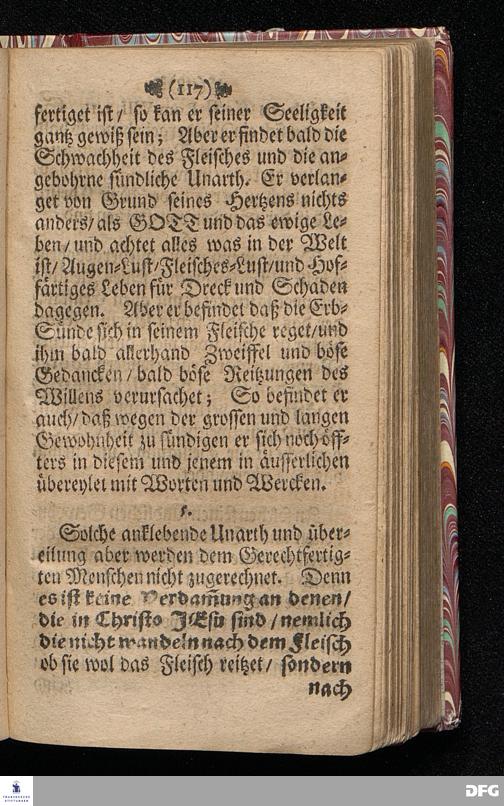 (117)
fertiget ist/ so kan er seiner Seeligkeit
gantz gewiß sein; Aber er findet bald die
Schwachheit des Fleisches und die an-
gebohrne sündliche Unarth. Er verlan-
get von Grund seines Hertzens nichts
anders/ als GOTT und das ewige Le-
ben/ und achtet alles was in der Welt
ist/ Augen-Lust/ Fleisches-Lust/ und Hof-
färtiges Leben für Dreck und Schaden
dagegen. Aber er befindet daß die Erb-
Sünde sich in seinem Fleische reget/ und
ihm bald allerhand Zweiffel und böse
Gedancken/ bald böse Reitzungen des
Willens verursachet; So befindet er
auch/ daß wegen der grossen und langen
Gewohnheit zu sündigen er sich noch öff-
ters in diesem und jenem in äusserlichen
übereylet mit Worten und Wercken.
5.
Solche anklebende Unarth und über-
eilung aber werden dem Gerechtfertig-
ten Menschen nicht zugerechnet. Denn
es ist keine Verdam̃ung an denen/
die in Christo JEsu sind/ nemlich
die nicht wandeln nach dem Fleisch
ob sie wol das Fleisch reitzet/ sondern
nach
FRANCKESCHE
STIFTUNGEN
DFG